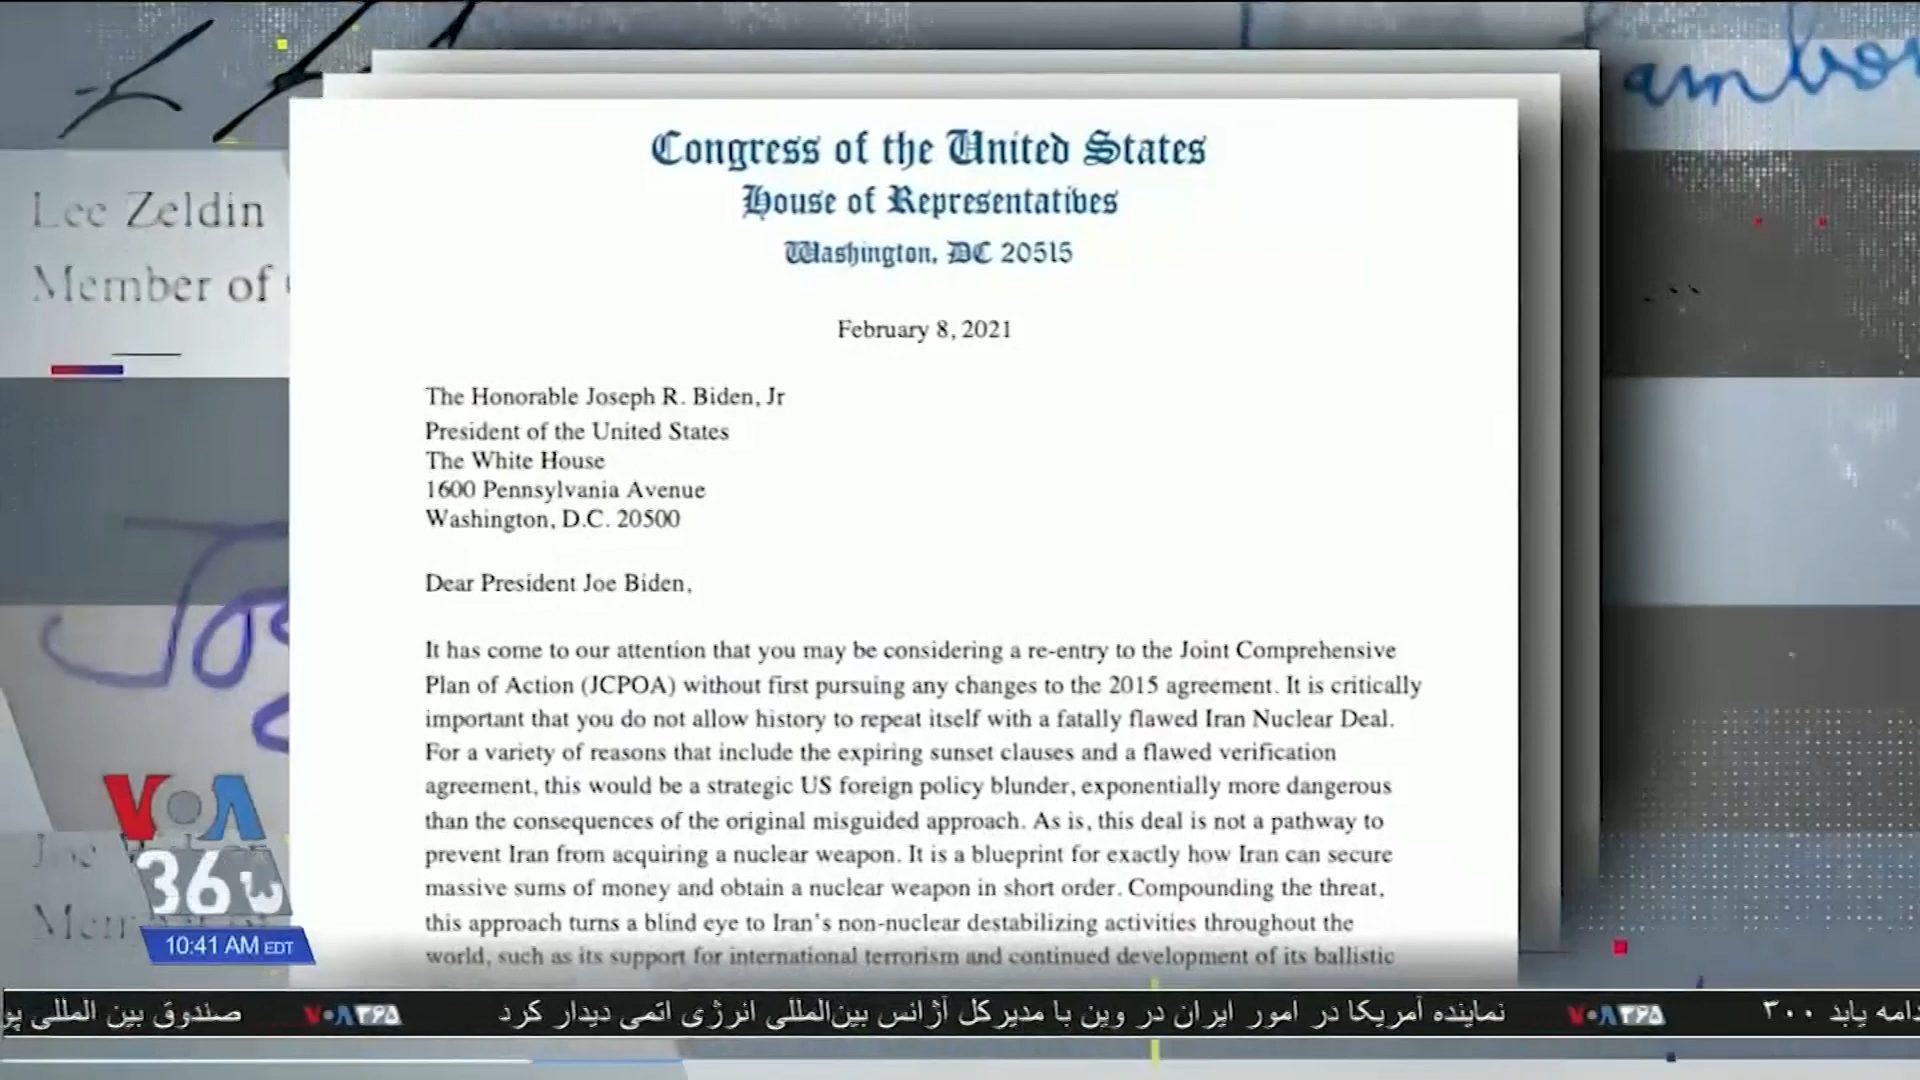 Lee Zeldin
Member of
Congress of the United States
House of Representatives
Washington, DC 20515
February 8, 2021
The Honorable Joseph R. Biden, Jr
President of the United States
The White House
1600 Pennsylvania Avenue
Washington, D.C. 20500
Dear President Joe Biden,
It has come to our attention that you may be considering a re-entry to the Joint Comprehensive
Plan of Action (JCPOA) without first pursuing any changes to the 2015 agreement. It is critically
important that you do not allow history to repeat itself with a fatally flawed Iran Nuclear Deal.
For a variety of reasons that include the expiring sunset clauses and a flawed verification
agreement, this would be a strategic US foreign policy blunder, exponentially more dangerous
than the consequences of the original misguided approach. As is, this deal is not a pathway to
prevent Iran from acquiring a nuclear weapon. It is a blueprint for exactly how Iran can secure
massive sums of money and obtain a nuclear weapon in short order. Compounding the threat,
this approach turns a blind eye to Iran's non-nuclear destabilizing activities throughout the
world, such as its support for international terrorism and continued development of its ballistic
Joe
VOA
36
10:41 AM EDT
دامه یابد ۳۰۰ VOA ۳۶۵ نماینده آمریکا در امور ایران در وین با مدیرکل آژانس بین‌المللی انرژی اتمی دیدار کرد VOA ۳۶۵ صندوق بین المللی پو